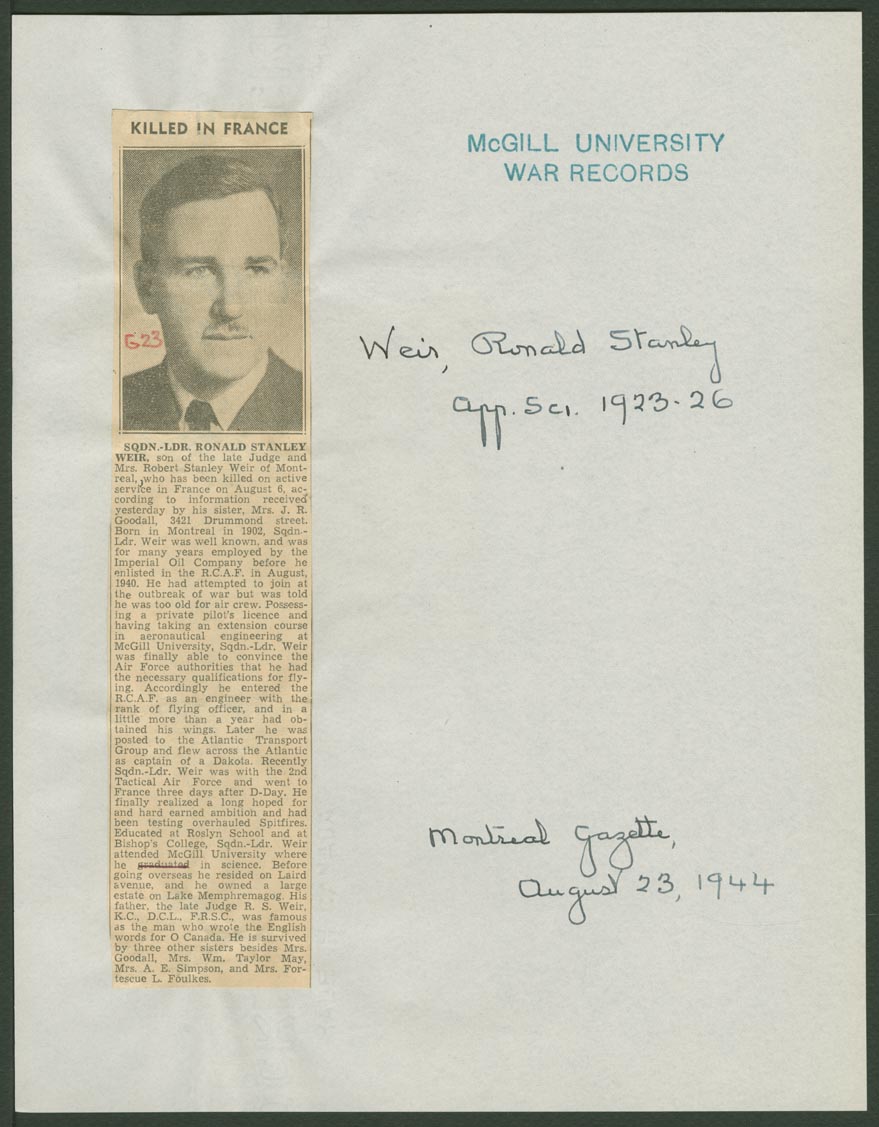 KILLED IN FRANCE
G23
SQDN.-LDR. RONALD STANLEY
WEIR, son of the late Judge and
Mrs. Robert Stanley Weir of Mont-
real, who has been killed on active
service in France on August 6, ac-
cording to information received
yesterday by his sister, Mrs. J. R.
Goodall, 3421 Drummond street.
Born in Montreal in 1902, Sqdn.-
Ldr. Weir was well known, and was
for many years employed by the
Imperial Oil Company before he
enlisted in the R.C.A.F. in August,
1940. He had attempted to join at
the outbreak of war but was told
he was too old for air crew. Possess-
ing a private pilot's licence and
having taking an extension course
in aeronautical engineering at
McGill University, Sqdn.-Ldr. Weir
was finally able to convince the
Air Force authorities that he had
the necessary qualifications for fly-
ing. Accordingly he entered the
R.C.A.F. as an engineer with the
rank of flying officer, and in a
little more than a year had ob-
tained his wings. Later he was
posted to the Atlantic Transport
Group and flew across the Atlantic
as captain of a Dakota. Recently
Sqdn.-Ldr. Weir was with the 2nd
Tactical Air Force and went to
France three days after D-Day. He
finally realized a long hoped for
and hard earned ambition and had
been testing overhauled Spitfires.
Educated at Roslyn School and at
Bishop's College, Sqdn.-Ldr. Weir
attended McGill University where
he graduated in science. Before
going overseas he resided on Laird
avenue, and he owned a large
estate on Lake Memphremagog. His
father, the late Judge R. S. Weir,
K.C., D.C.L., F.R.S.C., was famous
as the man who wrote the English
words for O Canada. He is survived
by three other sisters besides Mrs.
Goodall, Mrs. Wm. Taylor May,
Mrs. A. E. Simpson, and Mrs. For-
tescue L. Foulkes.
McGILL UNIVERSITY
WAR RECORDS
Weir, Ronald Stanley
App. Sci. 1923-26
Montreal Gazette,
August 23, 1944